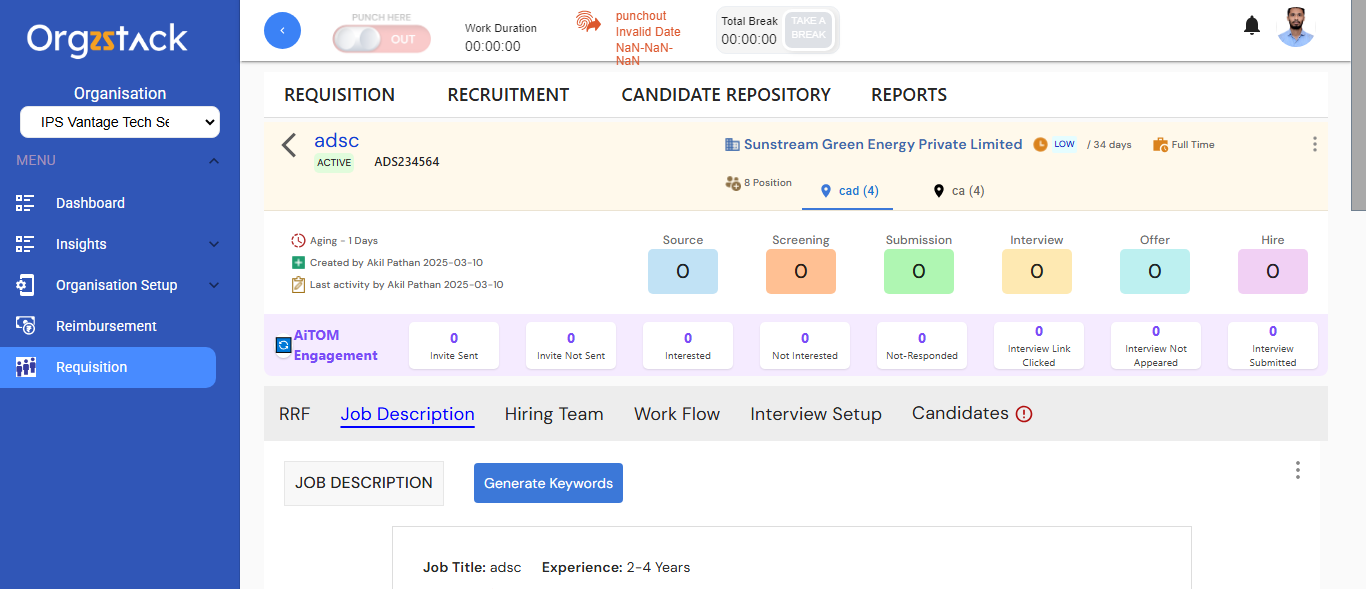 Orgzstack
Organisation
IPS Vantage Tech Se
MENU
Dashboard
Insights
Organisation Setup
Reimbursement
Requisition
PUNCH HERE
OUT
Work Duration
00:00:00
punchout
Invalid Date
NaN-NaN-
NaN
Total Break
00:00:00
TAKE A
BREAK
REQUISITION RECRUITMENT CANDIDATE REPOSITORY REPORTS
adsc
ACTIVE ADS234564
Sunstream Green Energy Private Limited LOW / 34 days Full Time
8 Position cad (4) ca (4)
Aging - 1 Days
Created by Akil Pathan 2025-03-10
Last activity by Akil Pathan 2025-03-10
Source Screening Submission Interview Offer Hire
0 0 0 0 0 0
AiTOM
Engagement
0
Invite Sent
0
Invite Not Sent
0
Interested
0
Not Interested
0
Not-Responded
0
Interview Link
Clicked
0
Interview Not
Appeared
0
Interview
Submitted
RRF Job Description Hiring Team Work Flow Interview Setup Candidates
JOB DESCRIPTION Generate Keywords
Job Title: adsc Experience: 2-4 Years